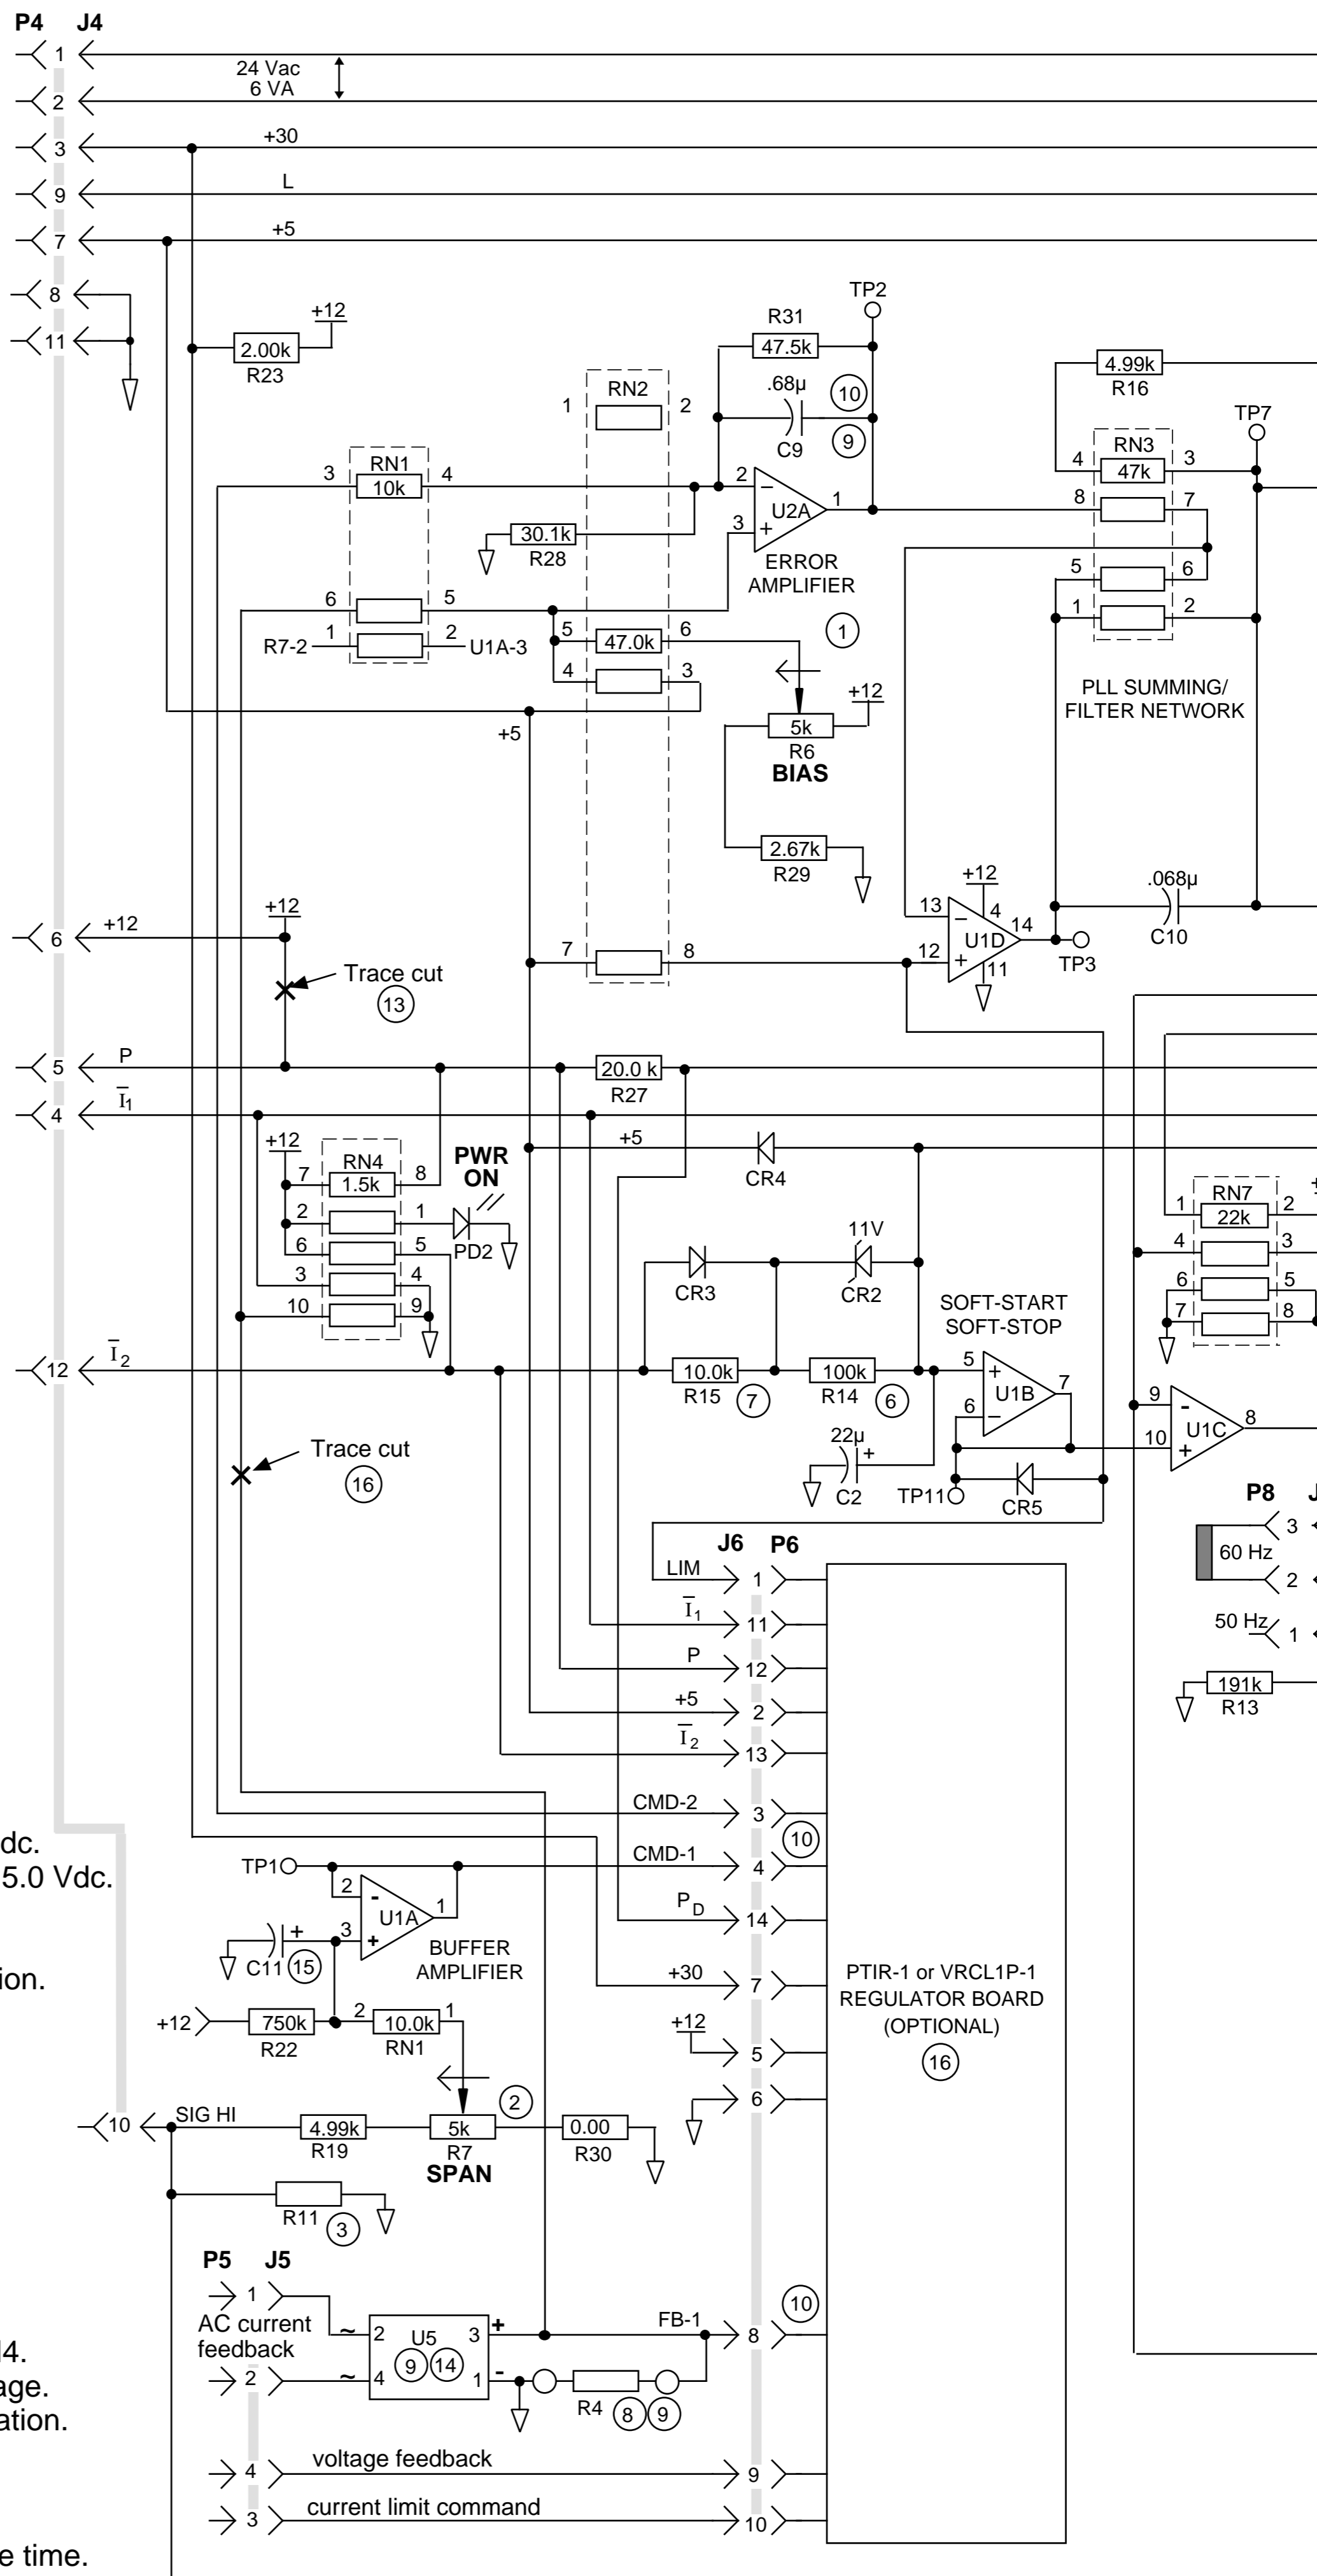 P4 J4
1
24 Vac
6 VA
2
+30
3
L
9
+5
7
8
11
+12
2.00k
R23
TP2
R31
47.5k
.68µ
10
9
C9
RN2
1 2
4.99k
R16
TP7
RN3
4 47k 3
8 7
5 6
1 2
PLL SUMMING/
FILTER NETWORK
RN1
3 10k 4
30.1k
R28
2 −
U2A 1
3 +
ERROR
AMPLIFIER
1
6 5
R7-2 1 2 U1A-3
5 47.0k 6
4 3
+12
5k
R6
BIAS
+5
2.67k
R29
+12
.068µ
C10
13 − 4
U1D 14
12 + 11
TP3
6 +12
+12
7 8
Trace cut
13
5 P
20.0 k
R27
4 I1
+5
CR4
+12
RN4
7 1.5k 8
PWR
ON
2 1
PD2
6 5
3 4
10 9
11V
CR3
CR2
RN7
1 22k 2
4 3
6 5
7 8
SOFT-START
SOFT-STOP
12 I2
10.0k
R15 7
100k
R14 6
5 +
U1B 7
6 −
22µ +
C2
TP11
CR5
9 -
U1C 8
10 +
Trace cut
16
P8 J
3
60 Hz
2
50 Hz
1
191k
R13
J6 P6
LIM 1
I1 11
P 12
+5 2
I2 13
CMD-2 3
10
CMD-1 4
PD 14
+30 7
+12
5
6
PTIR-1 or VRCL1P-1
REGULATOR BOARD
(OPTIONAL)
16
dc.
5.0 Vdc.
ion.
TP1
2 -
U1A 1
3 +
BUFFER
AMPLIFIER
+
C11 15
+12 750k 2 10.0k 1
R22 RN1
10 SIG HI
4.99k
R19
5k
R7
SPAN
2
0.00
R30
R11 3
P5 J5
1
AC current
feedback
2
~ 2 U5 3 +
9 14
~ 4 1 -
FB-1 8
10
R4 8 9
I4.
age.
ation.
4 voltage feedback 9
3 current limit command 10
e time.